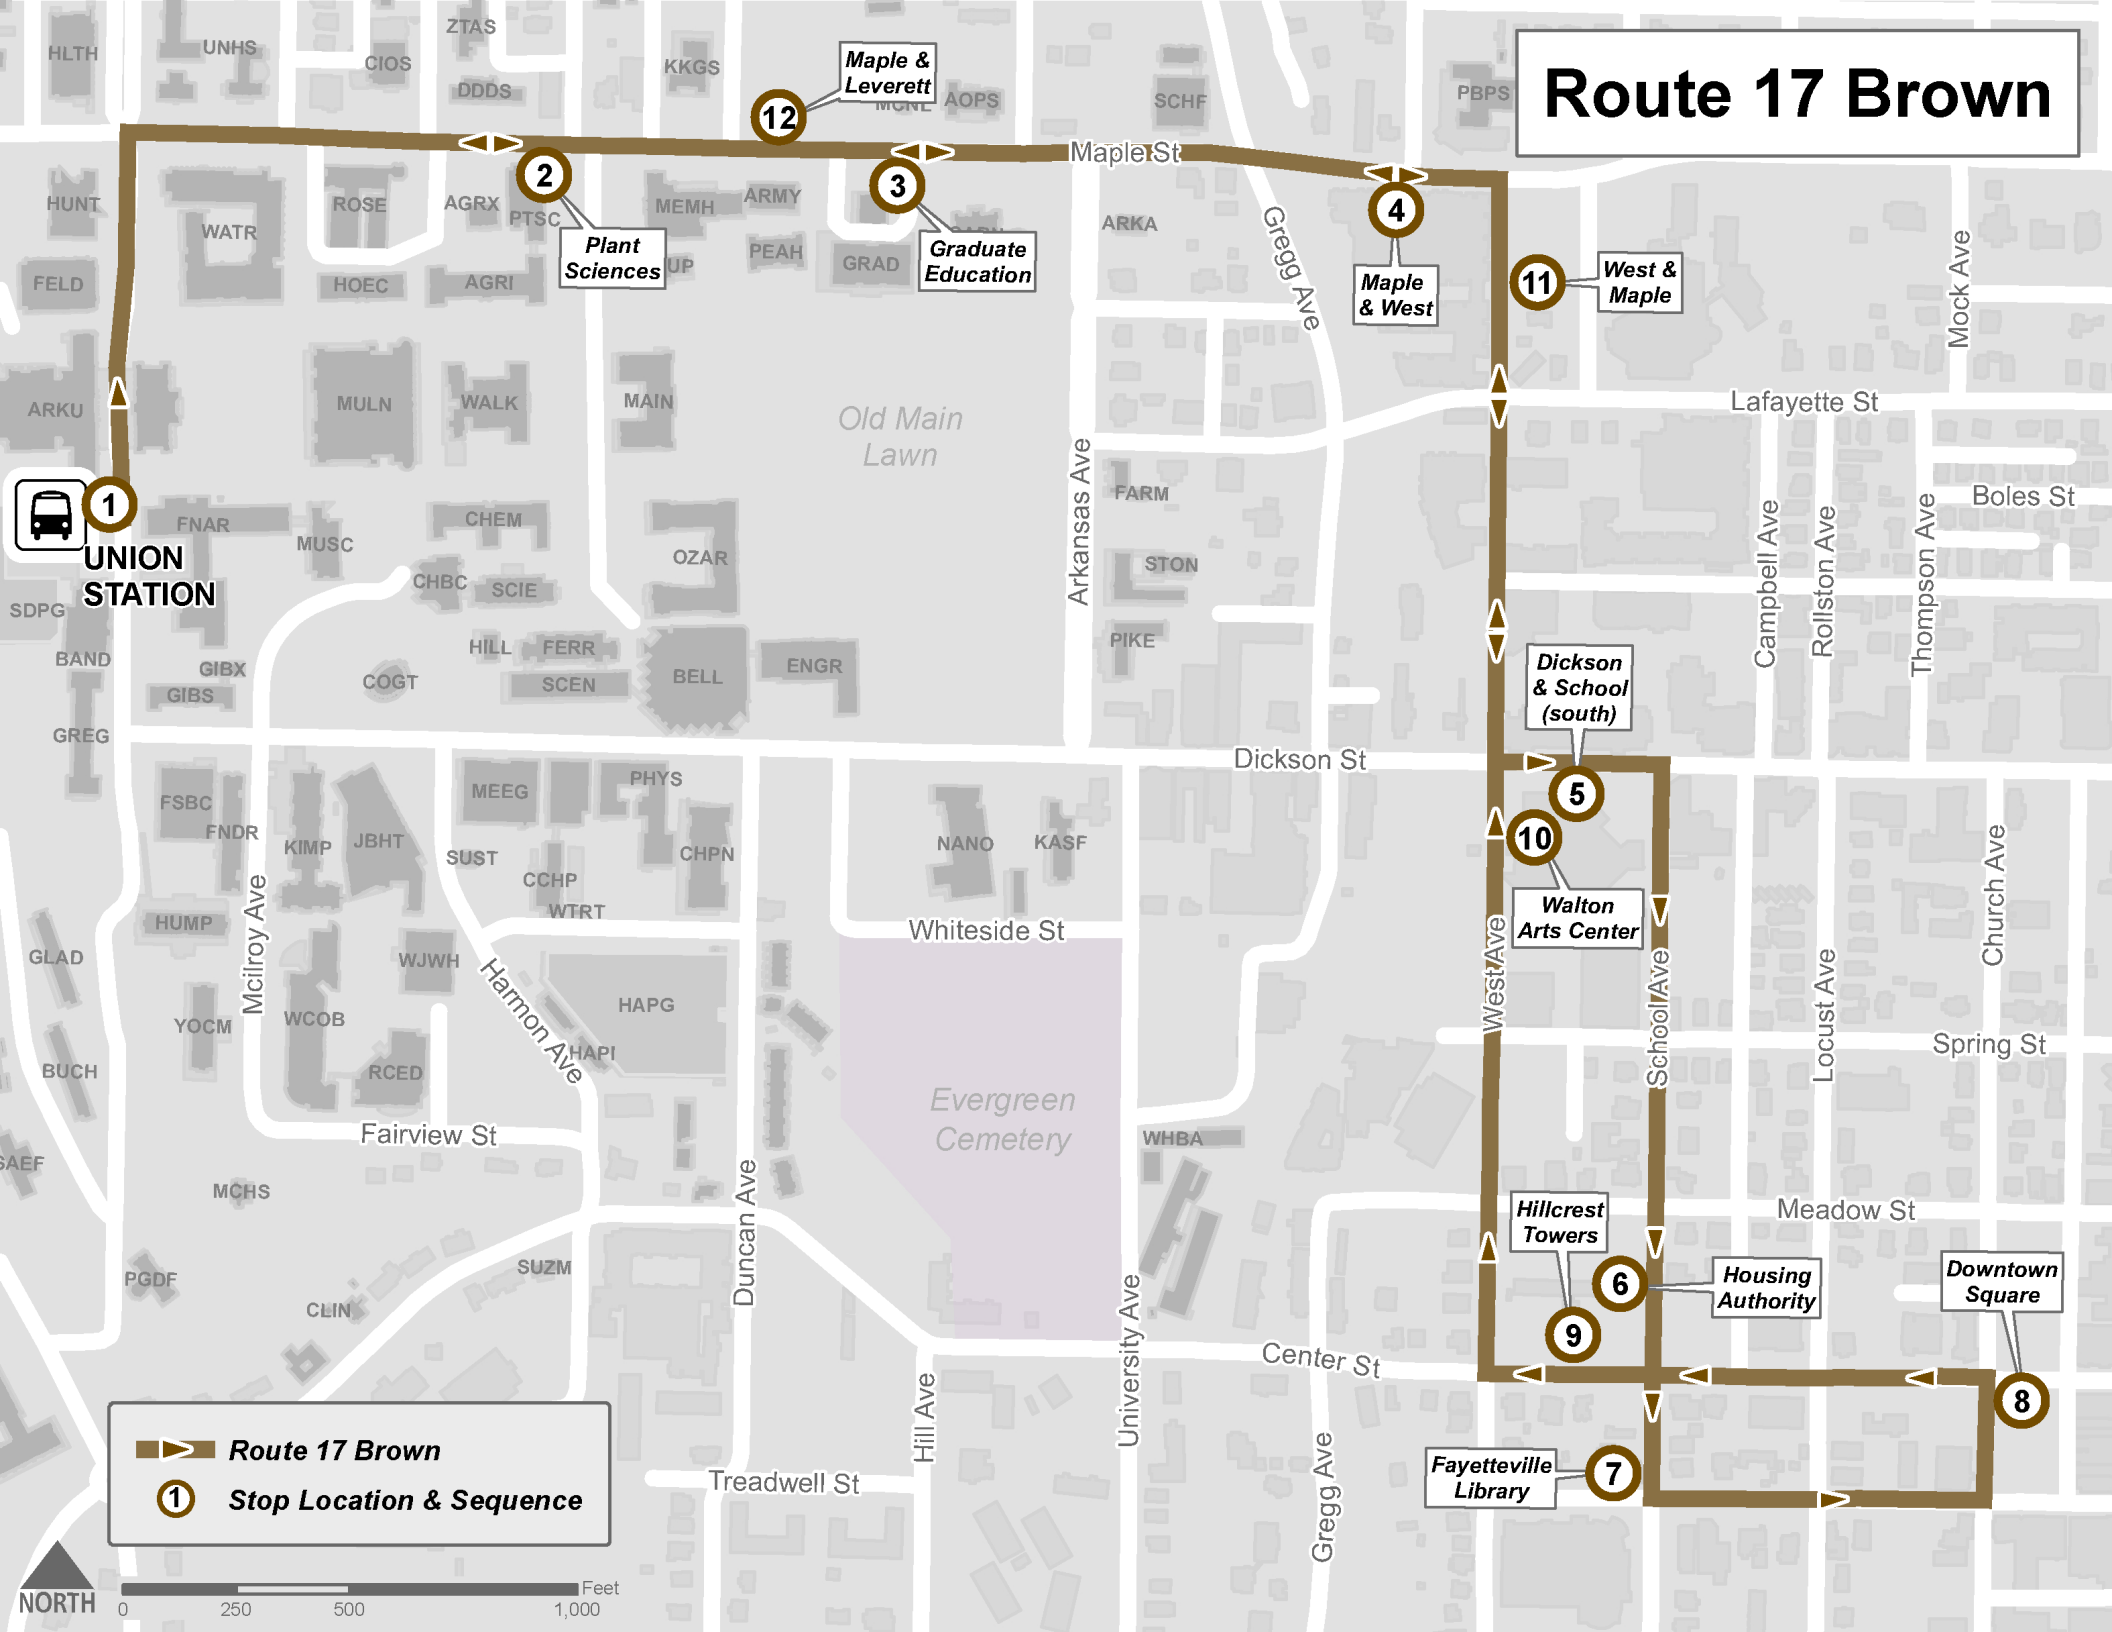 Route 17 Brown
HLTH
UNHS
CIOS
ZTAS
DDDS
KKGS
Maple &
Leverett
12
AOPS
SCHF
PBPS
Maple St
HUNT
WATR
ROSE
AGRX
PTSC
2
Plant
Sciences
MEMH
ARMY
3
Graduate
Education
ARKA
Gregg Ave
4
Maple
& West
11
West &
Maple
Mock Ave
FELD
HOEC
AGRI
UP
PEAH
GRAD
ARKU
MULN
WALK
MAIN
Old Main
Lawn
Arkansas Ave
Lafayette St
1
UNION
STATION
FNAR
MUSC
CHEM
OZAR
FARM
Boles St
Campbell Ave
Rollston Ave
Thompson Ave
CHBC
SCIE
STON
SDPG
BAND
GIBX
GIBS
HILL
FERR
SCEN
COGT
BELL
ENGR
PIKE
GREG
Dickson
& School
(south)
Dickson St
5
FSBC
FNDR
KIMP
JBHT
MEEG
PHYS
SUST
CCHP
CHPN
WTRT
NANO
KASF
10
Walton
Arts Center
HUMP
Mcilroy Ave
Whiteside St
West Ave
School Ave
Locust Ave
Church Ave
GLAD
YOCM
WCOB
WJWH
Harmon Ave
HAPG
HAPI
BUCH
RCED
Spring St
Evergreen
Cemetery
Fairview St
WHBA
MCHS
Duncan Ave
Meadow St
Hillcrest
Towers
6
Housing
Authority
Downtown
Square
PGDF
CLIN
SUZM
University Ave
9
Center St
8
Hill Ave
Gregg Ave
Fayetteville
Library
7
Treadwell St
Route 17 Brown
1
Stop Location & Sequence
NORTH
Feet
0
250
500
1,000